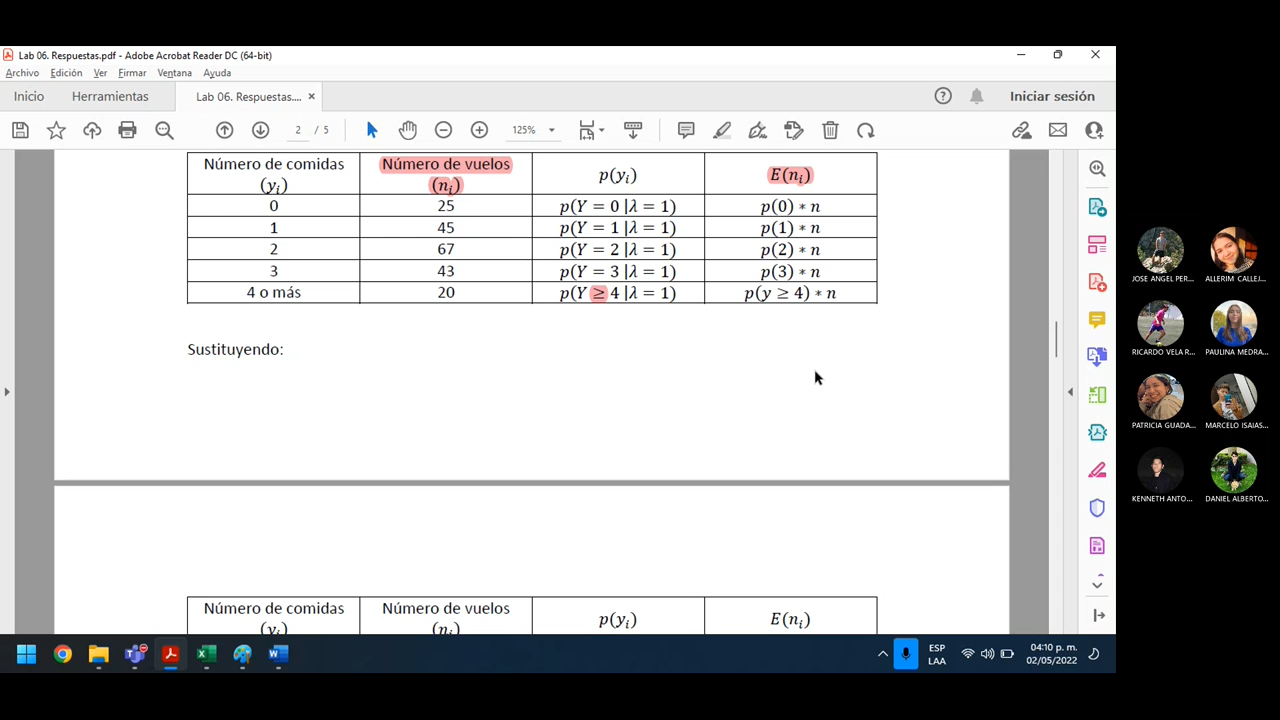 Lab 06. Respuestas.pdf - Adobe Acrobat Reader DC (64-bit)
Archivo Edición Ver Firmar Ventana Ayuda
Inicio Herramientas Lab 06. Respuestas.... × Iniciar sesión
2 / 5 125%
Número de comidas (yᵢ) Número de vuelos (nᵢ) p(yᵢ) E(nᵢ)
0 25 p(Y = 0 |λ = 1) p(0) * n
1 45 p(Y = 1 |λ = 1) p(1) * n
2 67 p(Y = 2 |λ = 1) p(2) * n
3 43 p(Y = 3 |λ = 1) p(3) * n
4 o más 20 p(Y ≥ 4 |λ = 1) p(y ≥ 4) * n
Sustituyendo:
Número de comidas (yᵢ) Número de vuelos (nᵢ) p(yᵢ) E(nᵢ)
JOSE ANGEL PER... ALLERIM CALLEJ...
RICARDO VELA R... PAULINA MEDRA...
PATRICIA GUADA... MARCELO ISAIAS...
KENNETH ANTO... DANIEL ALBERTO...
ESP
LAA
04:10 p. m.
02/05/2022